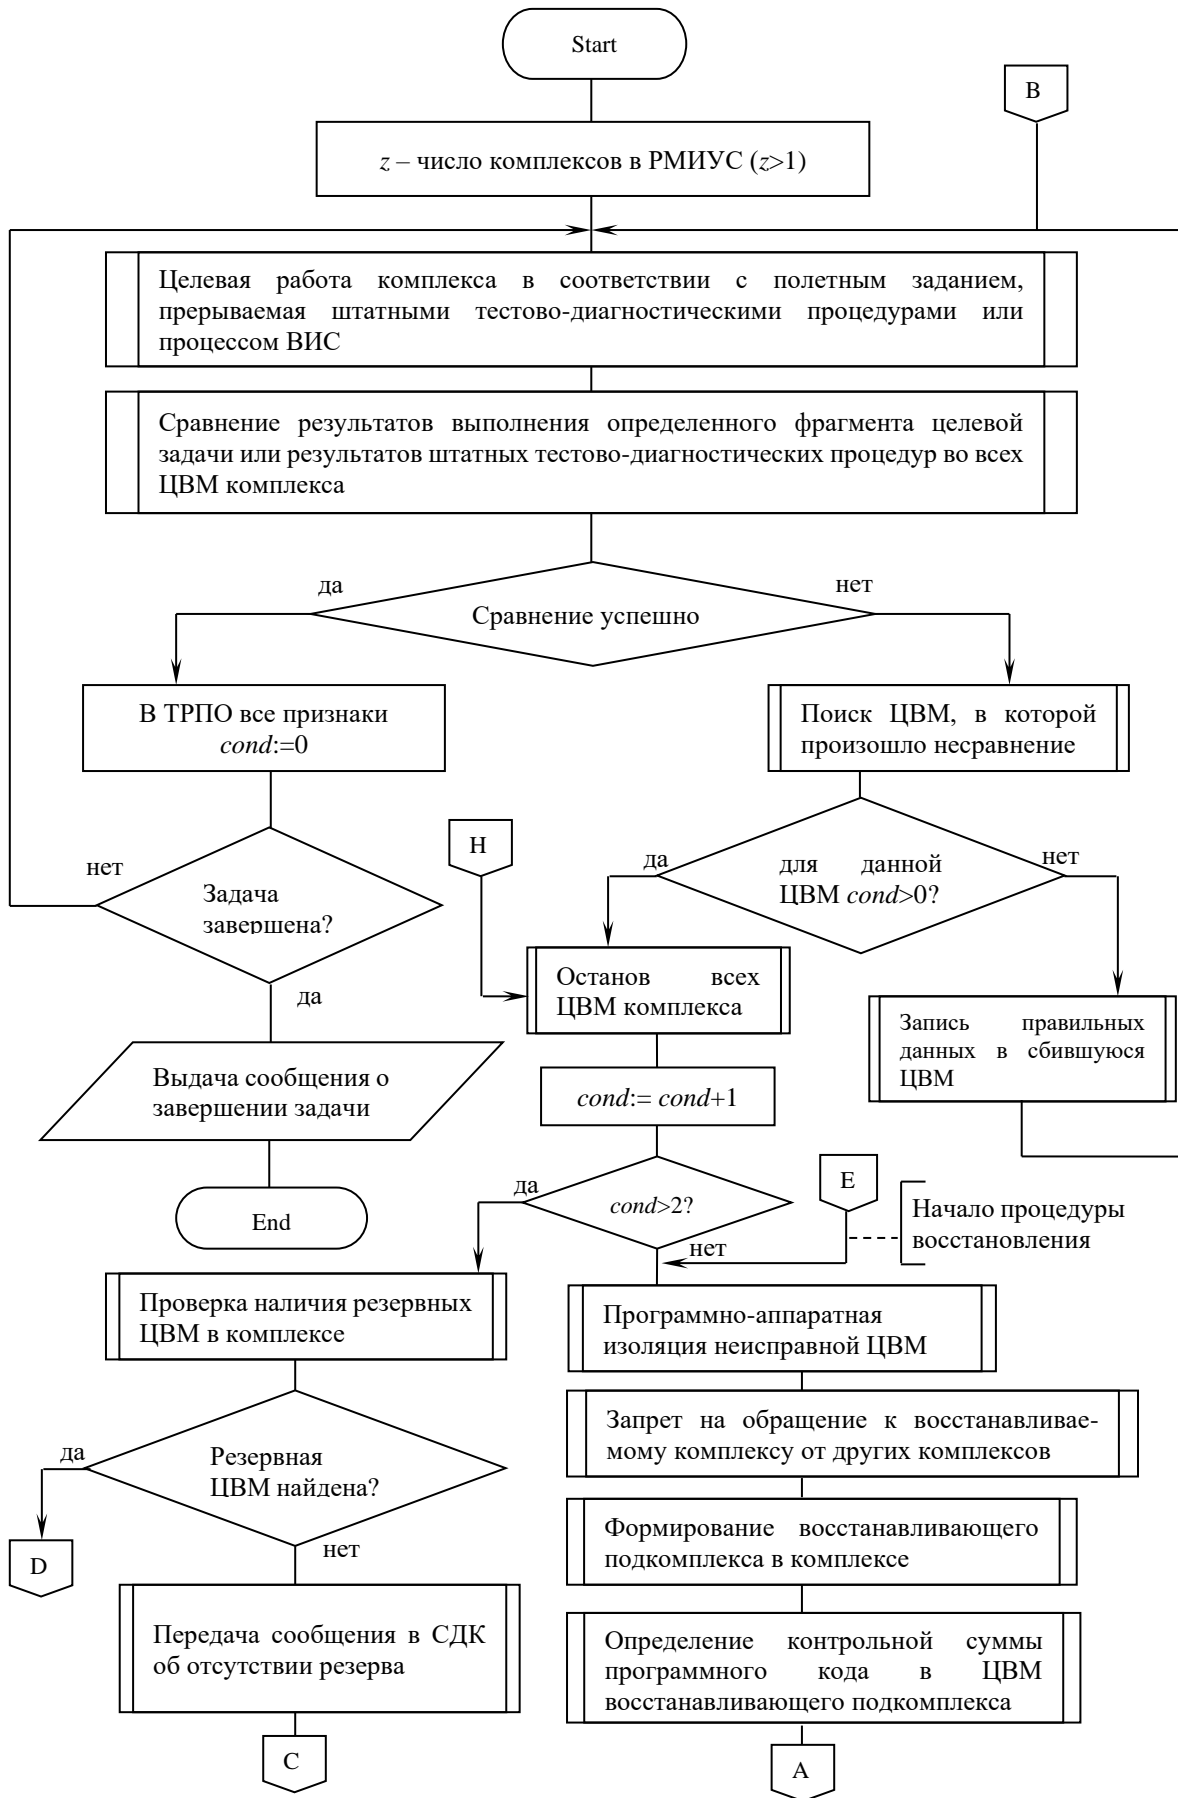 Start
B
z – число комплексов в РМИУС (z>1)
Целевая работа комплекса в соответствии с полетным заданием,
прерываемая штатными тестово-диагностическими процедурами или
процессом ВИС
Сравнение результатов выполнения определенного фрагмента целевой
задачи или результатов штатных тестово-диагностических процедур во всех
ЦВМ комплекса
да
нет
Сравнение успешно
В ТРПО все признаки
cond:=0
Поиск ЦВМ, в которой
произошло несравнение
H
нет
Задача
завершена?
да
да
для данной
ЦВМ cond>0?
нет
Останов всех
ЦВМ комплекса
Запись правильных
данных в сбившуюся
ЦВМ
Выдача сообщения о
завершении задачи
cond:= cond+1
End
да
cond>2?
нет
E
Начало процедуры
восстановления
Проверка наличия резервных
ЦВМ в комплексе
Программно-аппаратная
изоляция неисправной ЦВМ
да
Резервная
ЦВМ найдена?
нет
Запрет на обращение к восстанавливае-
мому комплексу от других комплексов
D
Формирование восстанавливающего
подкомплекса в комплексе
Передача сообщения в СДК
об отсутствии резерва
Определение контрольной суммы
программного кода в ЦВМ
восстанавливающего подкомплекса
C
A